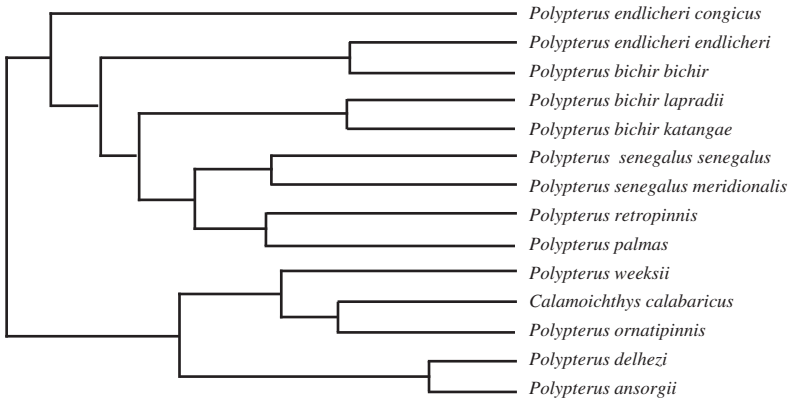 Polypterus endlicheri congicus
Polypterus endlicheri endlicheri
Polypterus bichir bichir
Polypterus bichir lapradii
Polypterus bichir katangae
Polypterus senegalus senegalus
Polypterus senegalus meridionalis
Polypterus retropinnis
Polypterus palmas
Polypterus weeksii
Calamoichthys calabaricus
Polypterus ornatipinnis
Polypterus delhezi
Polypterus ansorgii